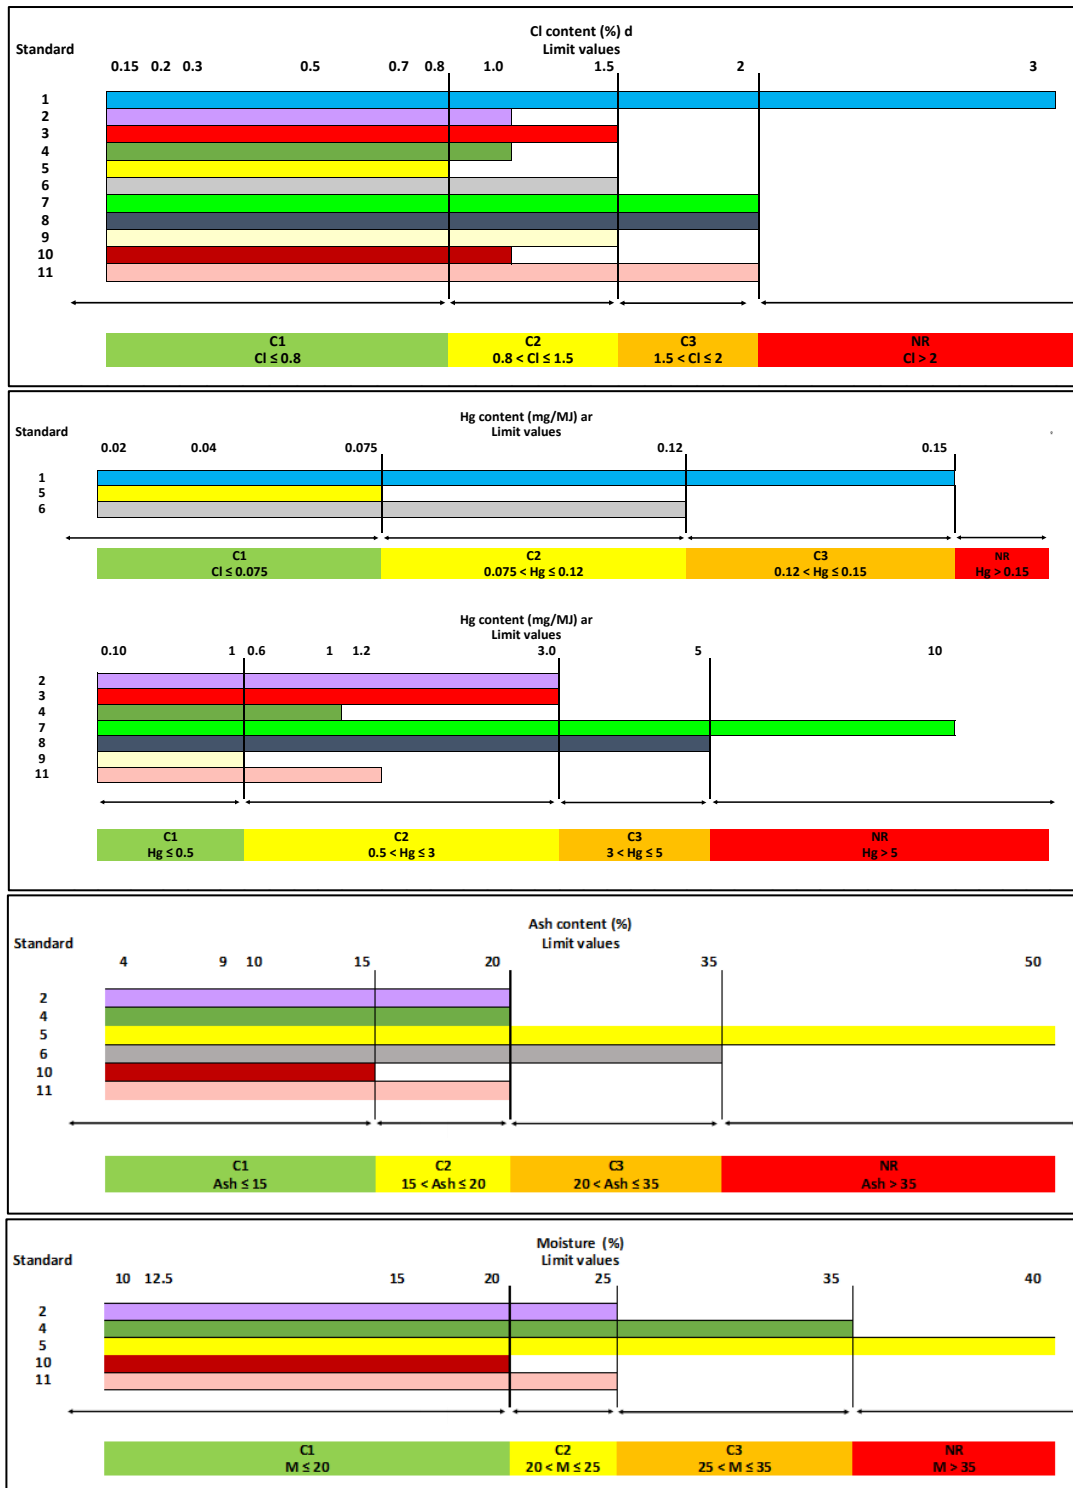 Cl content (%) d
Standard Limit values
0.15 0.2 0.3 0.5 0.7 0.8 1.0 1.5 2 3
1
2
3
4
5
6
7
8
9
10
11
C1 C2 C3 NR
Cl ≤ 0.8 0.8 < Cl ≤ 1.5 1.5 < Cl ≤ 2 Cl > 2
Hg content (mg/MJ) ar
Standard Limit values
0.02 0.04 0.075 0.12 0.15
1
5
6
C1 C2 C3 NR
Cl ≤ 0.075 0.075 < Hg ≤ 0.12 0.12 < Hg ≤ 0.15 Hg > 0.15
Hg content (mg/MJ) ar
Limit values
0.10 1 0.6 1 1.2 3.0 5 10
2
3
4
7
8
9
11
C1 C2 C3 NR
Hg ≤ 0.5 0.5 < Hg ≤ 3 3 < Hg ≤ 5 Hg > 5
Ash content (%)
Standard Limit values
4 9 10 15 20 35 50
2
4
5
6
10
11
C1 C2 C3 NR
Ash ≤ 15 15 < Ash ≤ 20 20 < Ash ≤ 35 Ash > 35
Moisture (%)
Standard Limit values
10 12.5 15 20 25 35 40
2
4
5
10
11
C1 C2 C3 NR
M ≤ 20 20 < M ≤ 25 25 < M ≤ 35 M > 35